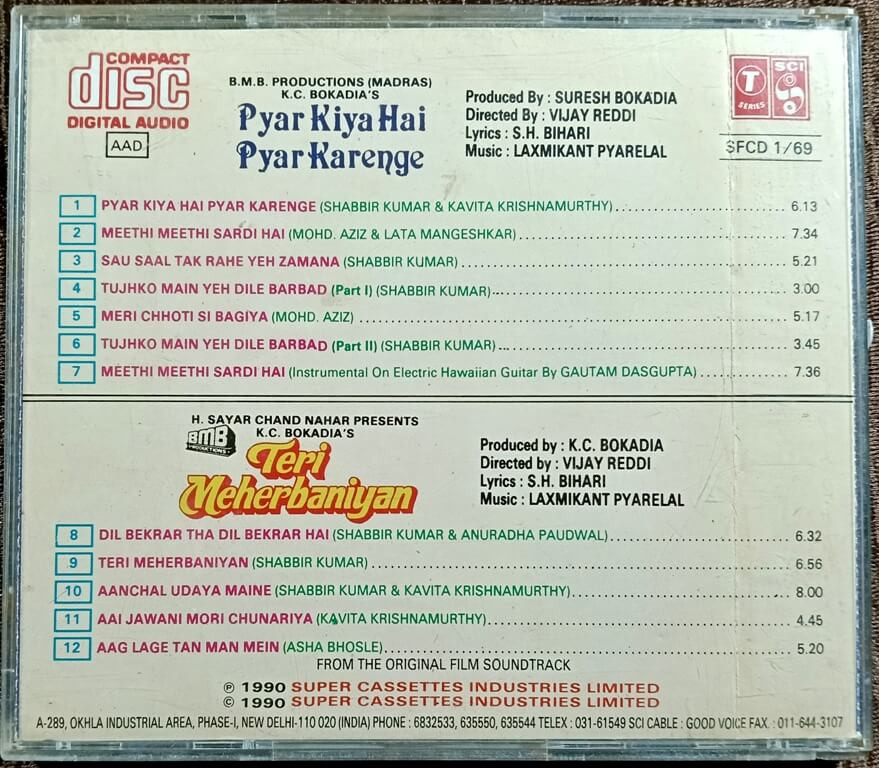 COMPACT
disc
DIGITAL AUDIO
AAD
B.M.B. PRODUCTIONS (MADRAS)
K.C. BOKADIA'S
Pyar Kiya Hai
Pyar Karenge
Produced By : SURESH BOKADIA
Directed By : VIJAY REDDI
Lyrics : S.H. BIHARI
Music : LAXMIKANT PYARELAL
T
SERIES
SCI
SFCD 1/69
1 PYAR KIYA HAI PYAR KARENGE (SHABBIR KUMAR & KAVITA KRISHNAMURTHY) 6.13
2 MEETHI MEETHI SARDI HAI (MOHD. AZIZ & LATA MANGESHKAR) 7.34
3 SAU SAAL TAK RAHE YEH ZAMANA (SHABBIR KUMAR) 5.21
4 TUJHKO MAIN YEH DILE BARBAD (Part I) (SHABBIR KUMAR) 3.00
5 MERI CHHOTI SI BAGIYA (MOHD. AZIZ) 5.17
6 TUJHKO MAIN YEH DILE BARBAD (Part II) (SHABBIR KUMAR) 3.45
7 MEETHI MEETHI SARDI HAI (Instrumental On Electric Hawaiian Guitar By GAUTAM DASGUPTA) 7.36
H. SAYAR CHAND NAHAR PRESENTS
K.C. BOKADIA'S
BMB
PRODUCTIONS
Teri
Meherbaniyan
Produced by : K.C. BOKADIA
Directed by : VIJAY REDDI
Lyrics : S.H. BIHARI
Music : LAXMIKANT PYARELAL
8 DIL BEKRAR THA DIL BEKRAR HAI (SHABBIR KUMAR & ANURADHA PAUDWAL) 6.32
9 TERI MEHERBANIYAN (SHABBIR KUMAR) 6.56
10 AANCHAL UDAYA MAINE (SHABBIR KUMAR & KAVITA KRISHNAMURTHY) 8.00
11 AAI JAWANI MORI CHUNARIYA (KAVITA KRISHNAMURTHY) 4.45
12 AAG LAGE TAN MAN MEIN (ASHA BHOSLE) 5.20
FROM THE ORIGINAL FILM SOUNDTRACK
℗ 1990 SUPER CASSETTES INDUSTRIES LIMITED
© 1990 SUPER CASSETTES INDUSTRIES LIMITED
A-289, OKHLA INDUSTRIAL AREA, PHASE-I, NEW DELHI-110 020 (INDIA) PHONE : 6832533, 635550, 635544 TELEX : 031-61549 SCI CABLE : GOOD VOICE FAX. : 011-644-3107